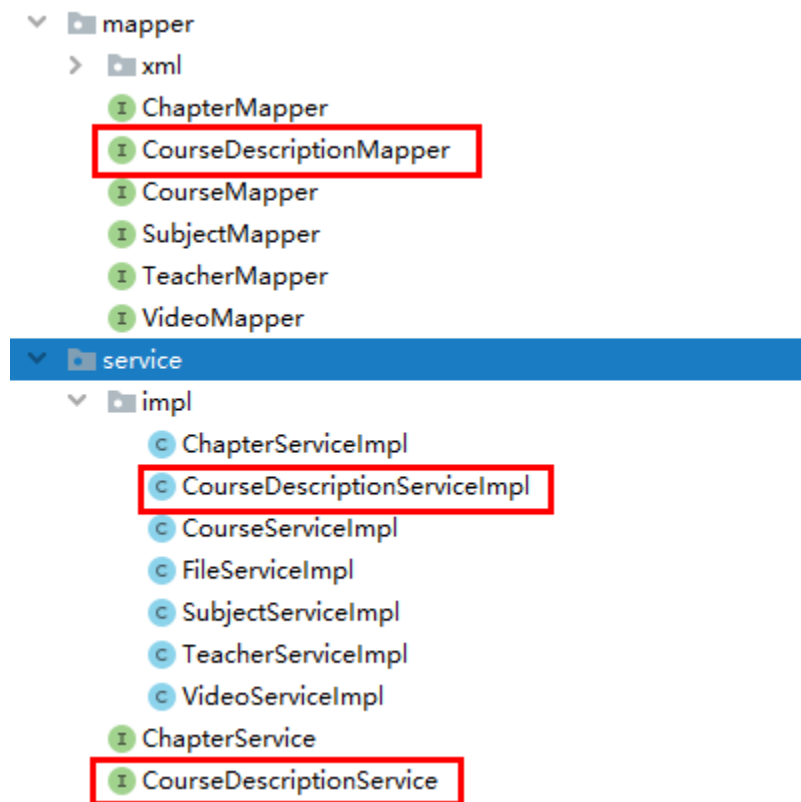 mapper
xml
ChapterMapper
CourseDescriptionMapper
CourseMapper
SubjectMapper
TeacherMapper
VideoMapper
service
impl
ChapterServiceImpl
CourseDescriptionServiceImpl
CourseServiceImpl
FileServiceImpl
SubjectServiceImpl
TeacherServiceImpl
VideoServiceImpl
ChapterService
CourseDescriptionService